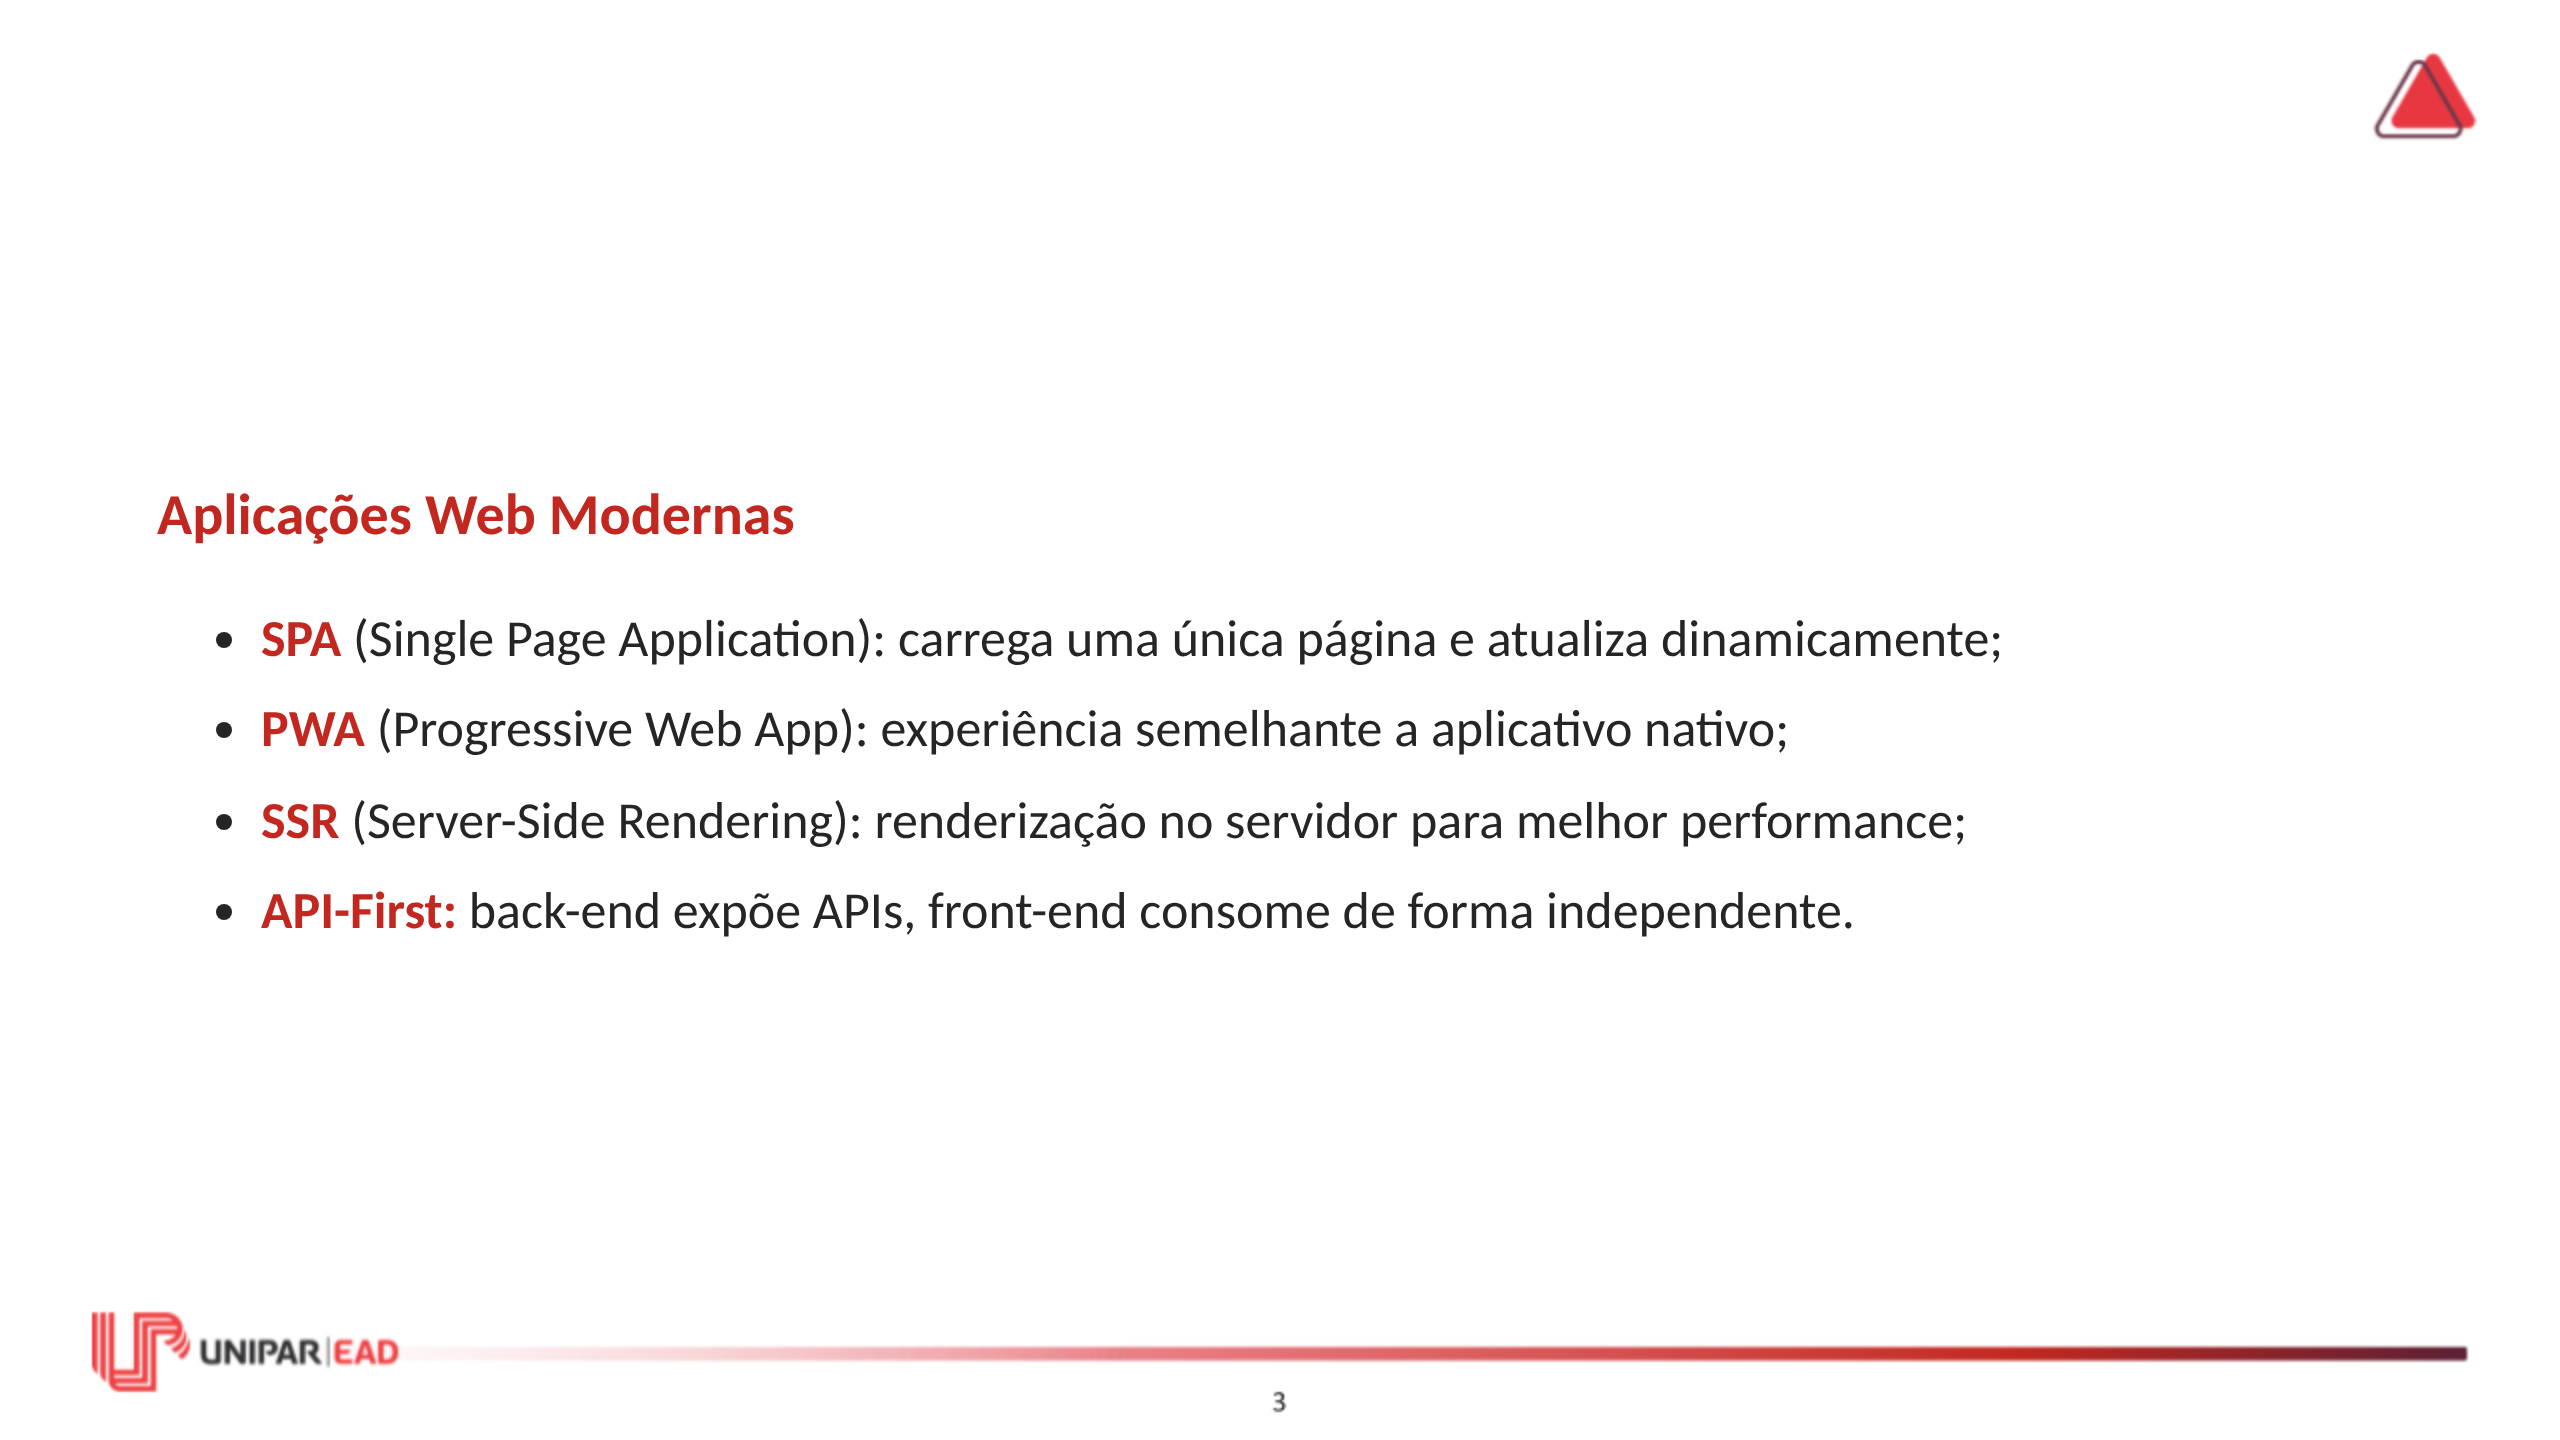 Aplicações Web Modernas
• SPA (Single Page Application): carrega uma única página e atualiza dinamicamente;
• PWA (Progressive Web App): experiência semelhante a aplicativo nativo;
• SSR (Server-Side Rendering): renderização no servidor para melhor performance;
• API-First: back-end expõe APIs, front-end consome de forma independente.
UNIPAR|EAD
3